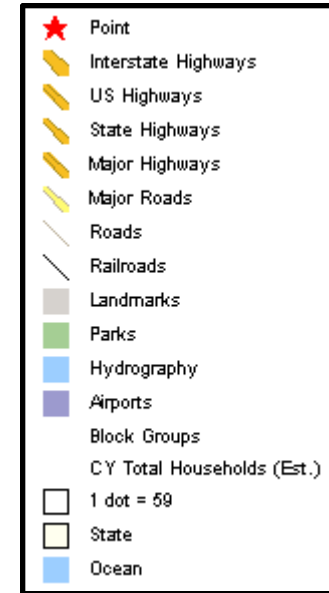 Point
Interstate Highways
US Highways
State Highways
Major Highways
Major Roads
Roads
Railroads
Landmarks
Parks
Hydrography
Airports
Block Groups
CY Total Households (Est.)
1 dot = 59
State
Ocean